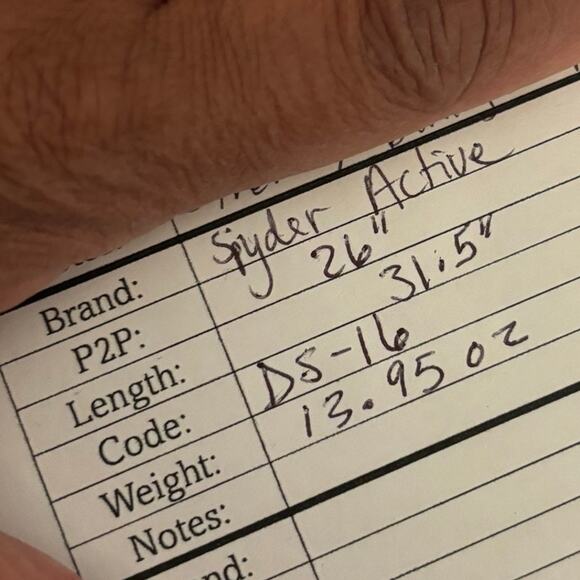 Brand: Spyder Active
P2P: 26"
Length: 31.5"
Code: DS-16
Weight: 13.95 oz
Notes: